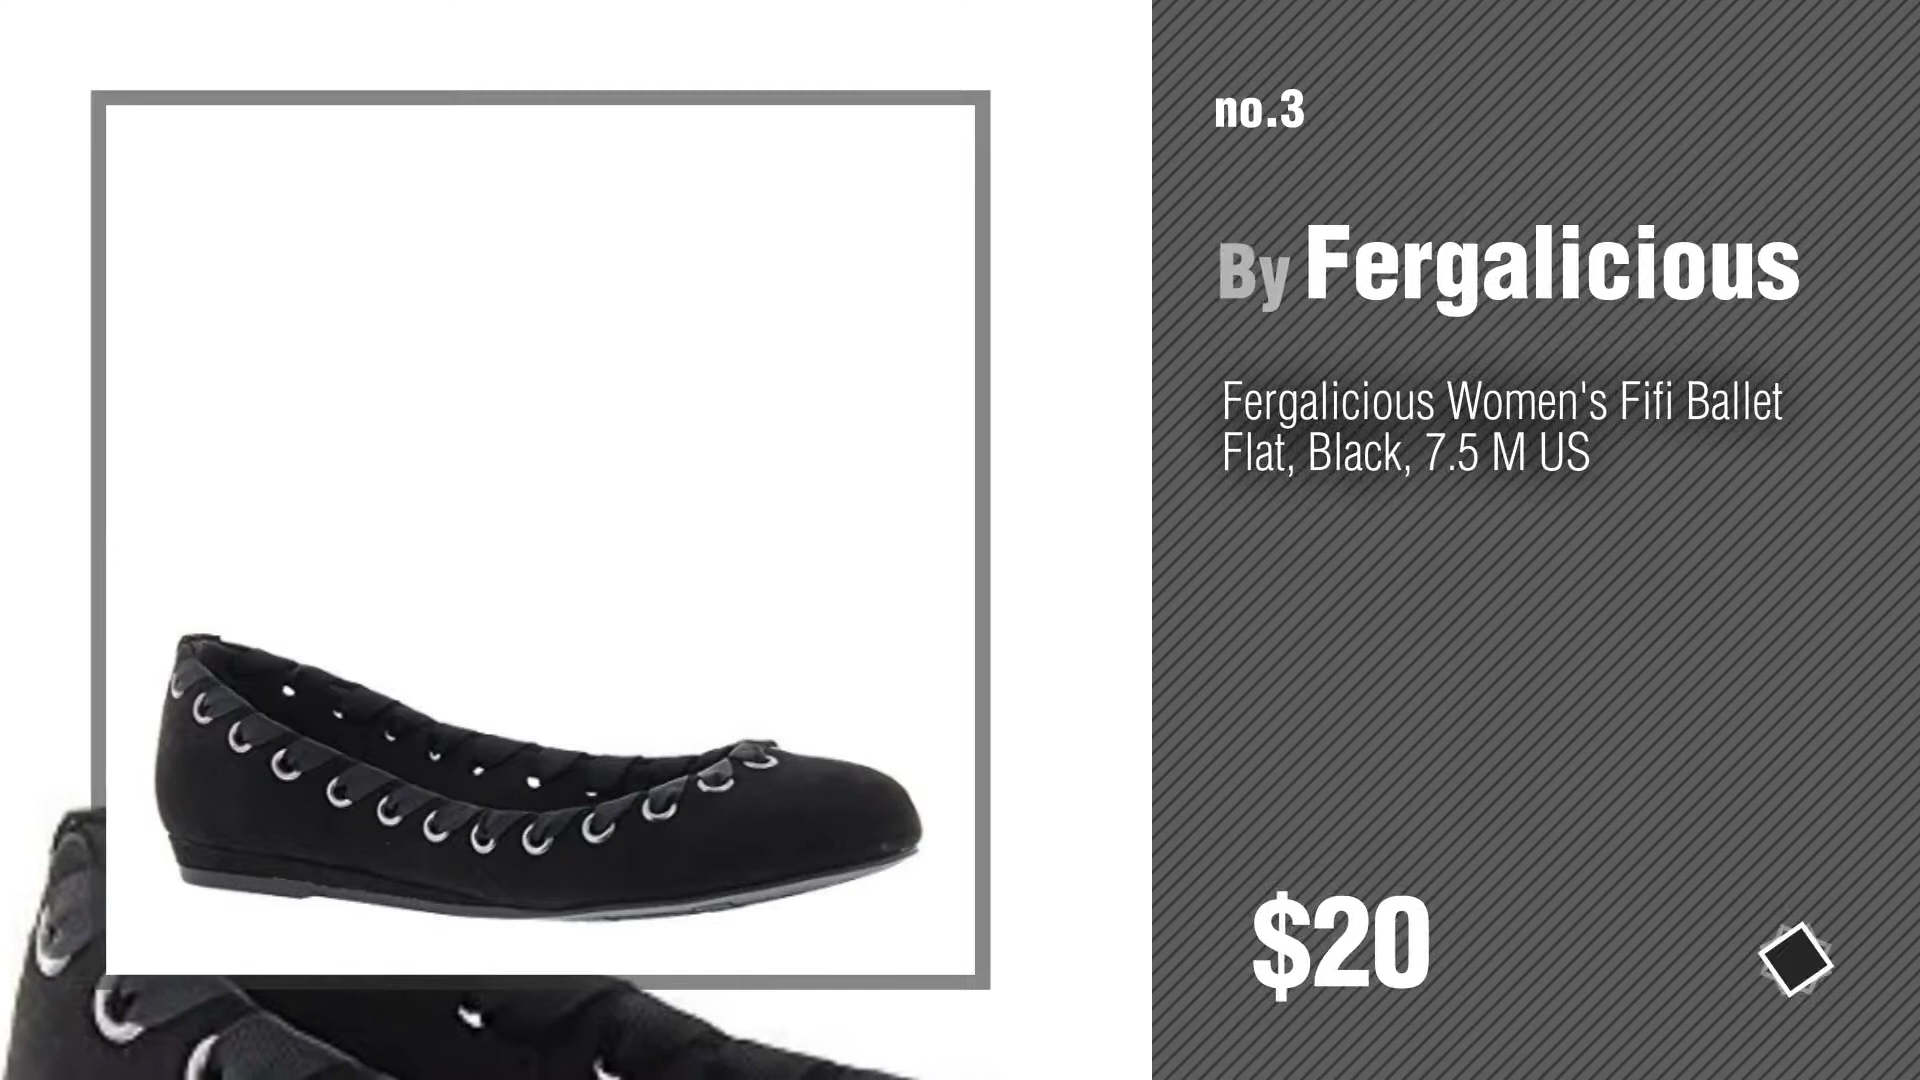 no.3
By Fergalicious
Fergalicious Women's Fifi Ballet
Flat, Black, 7.5 M US
$20